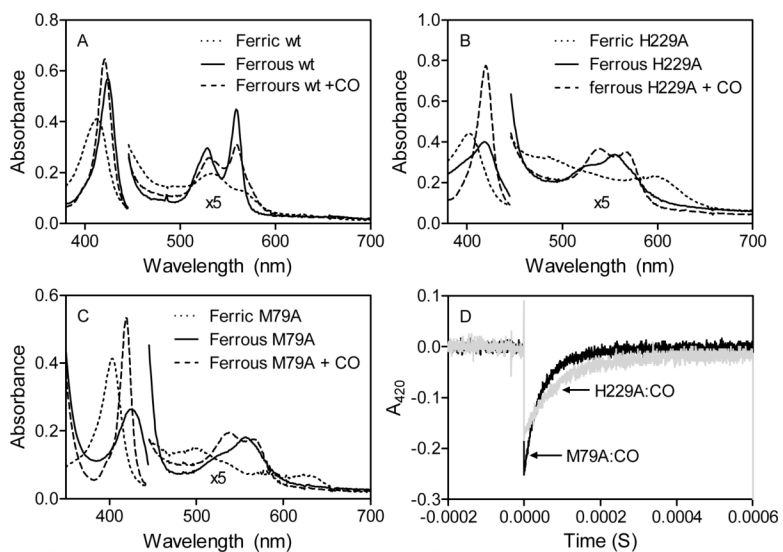 A
Ferric wt
Ferrous wt
Ferrours wt +CO
x5
Absorbance
0.8
0.6
0.4
0.2
0.0
400 500 600 700
Wavelength (nm)
B
Ferric H229A
Ferrous H229A
ferrous H229A + CO
x5
Absorbance
1.0
0.8
0.6
0.4
0.2
0.0
400 500 600 700
Wavelength (nm)
C
Ferric M79A
Ferrous M79A
Ferrous M79A + CO
x5
Absorbance
0.6
0.4
0.2
0.0
400 500 600 700
Wavelength (nm)
D
H229A:CO
M79A:CO
A420
0.1
0.0
-0.1
-0.2
-0.3
-0.0002 0.0000 0.0002 0.0004 0.0006
Time (S)